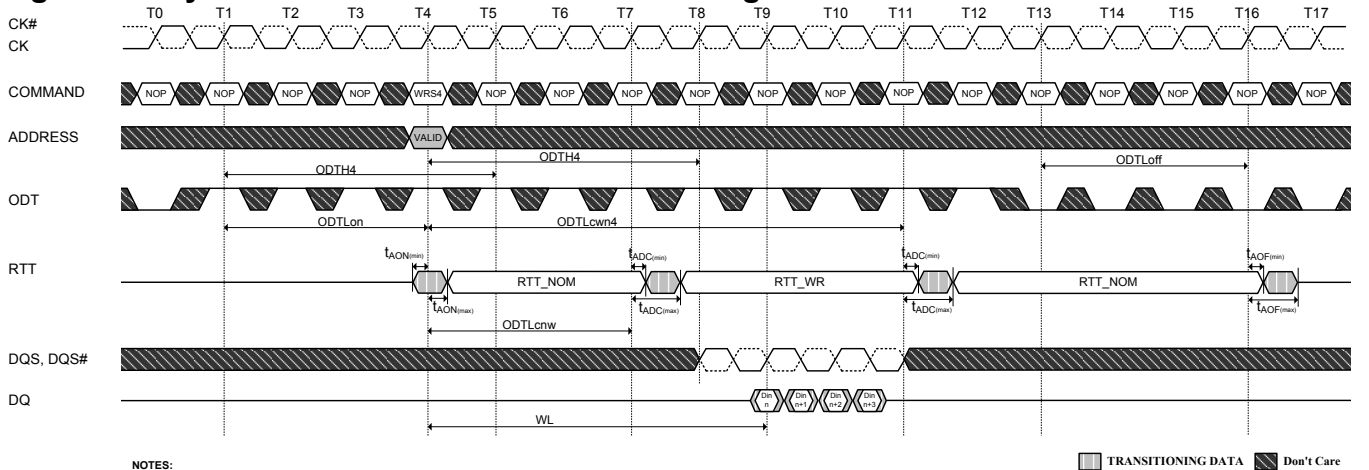 T0 T1 T2 T3 T4 T5 T6 T7 T8 T9 T10 T11 T12 T13 T14 T15 T16 T17
CK#
CK
COMMAND NOP NOP NOP NOP WRS4 NOP NOP NOP NOP NOP NOP NOP NOP NOP NOP NOP NOP NOP
ADDRESS VALID
ODTH4 ODTLoff
ODTH4
ODT
ODTLon ODTLcwn4
tAON(min) tADC(min) tADC(min) tAOF(min)
RTT RTT_NOM RTT_WR RTT_NOM
tAON(max) tADC(max) tADC(max) tAOF(max)
ODTLcnw
DQS, DQS#
DQ Din n Din n+1 Din n+2 Din n+3
WL
NOTES: TRANSITIONING DATA Don't Care